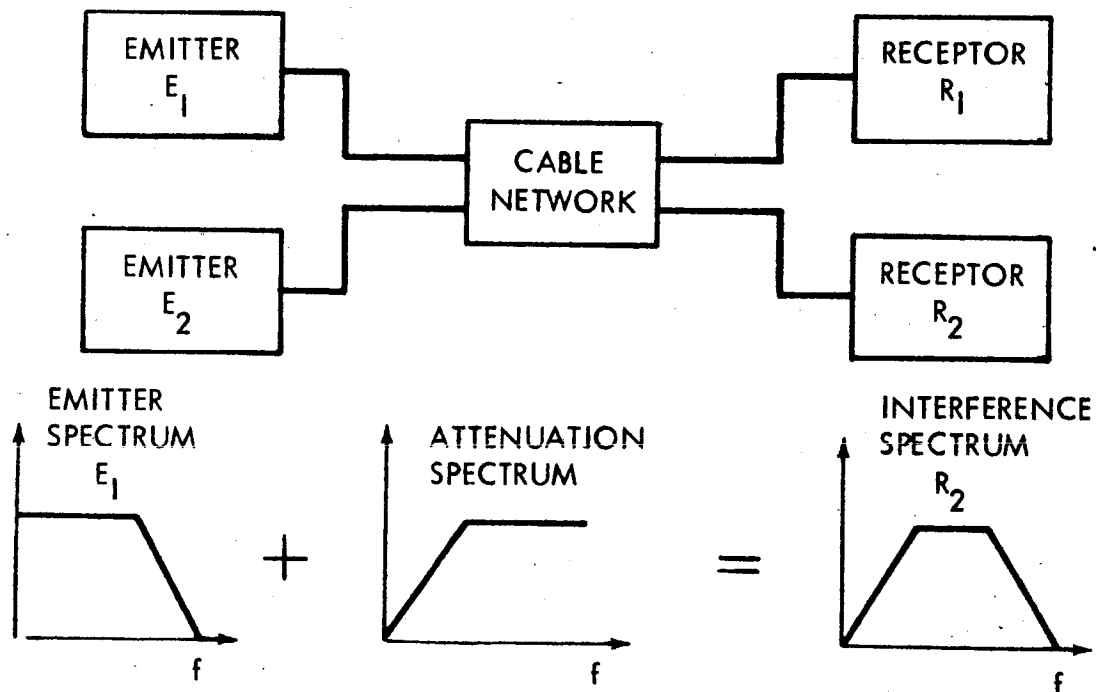 EMITTER
E1
RECEPTOR
R1
CABLE
NETWORK
EMITTER
E2
RECEPTOR
R2
EMITTER
SPECTRUM
E1
f
+
ATTENUATION
SPECTRUM
f
=
INTERFERENCE
SPECTRUM
R2
f